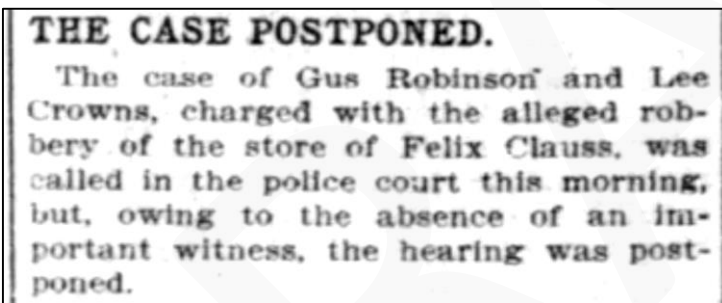 THE CASE POSTPONED.
The case of Gus Robinson and Lee
Crowns, charged with the alleged rob-
bery of the store of Felix Clauss, was
called in the police court this morning,
but, owing to the absence of an im-
portant witness, the hearing was post-
poned.